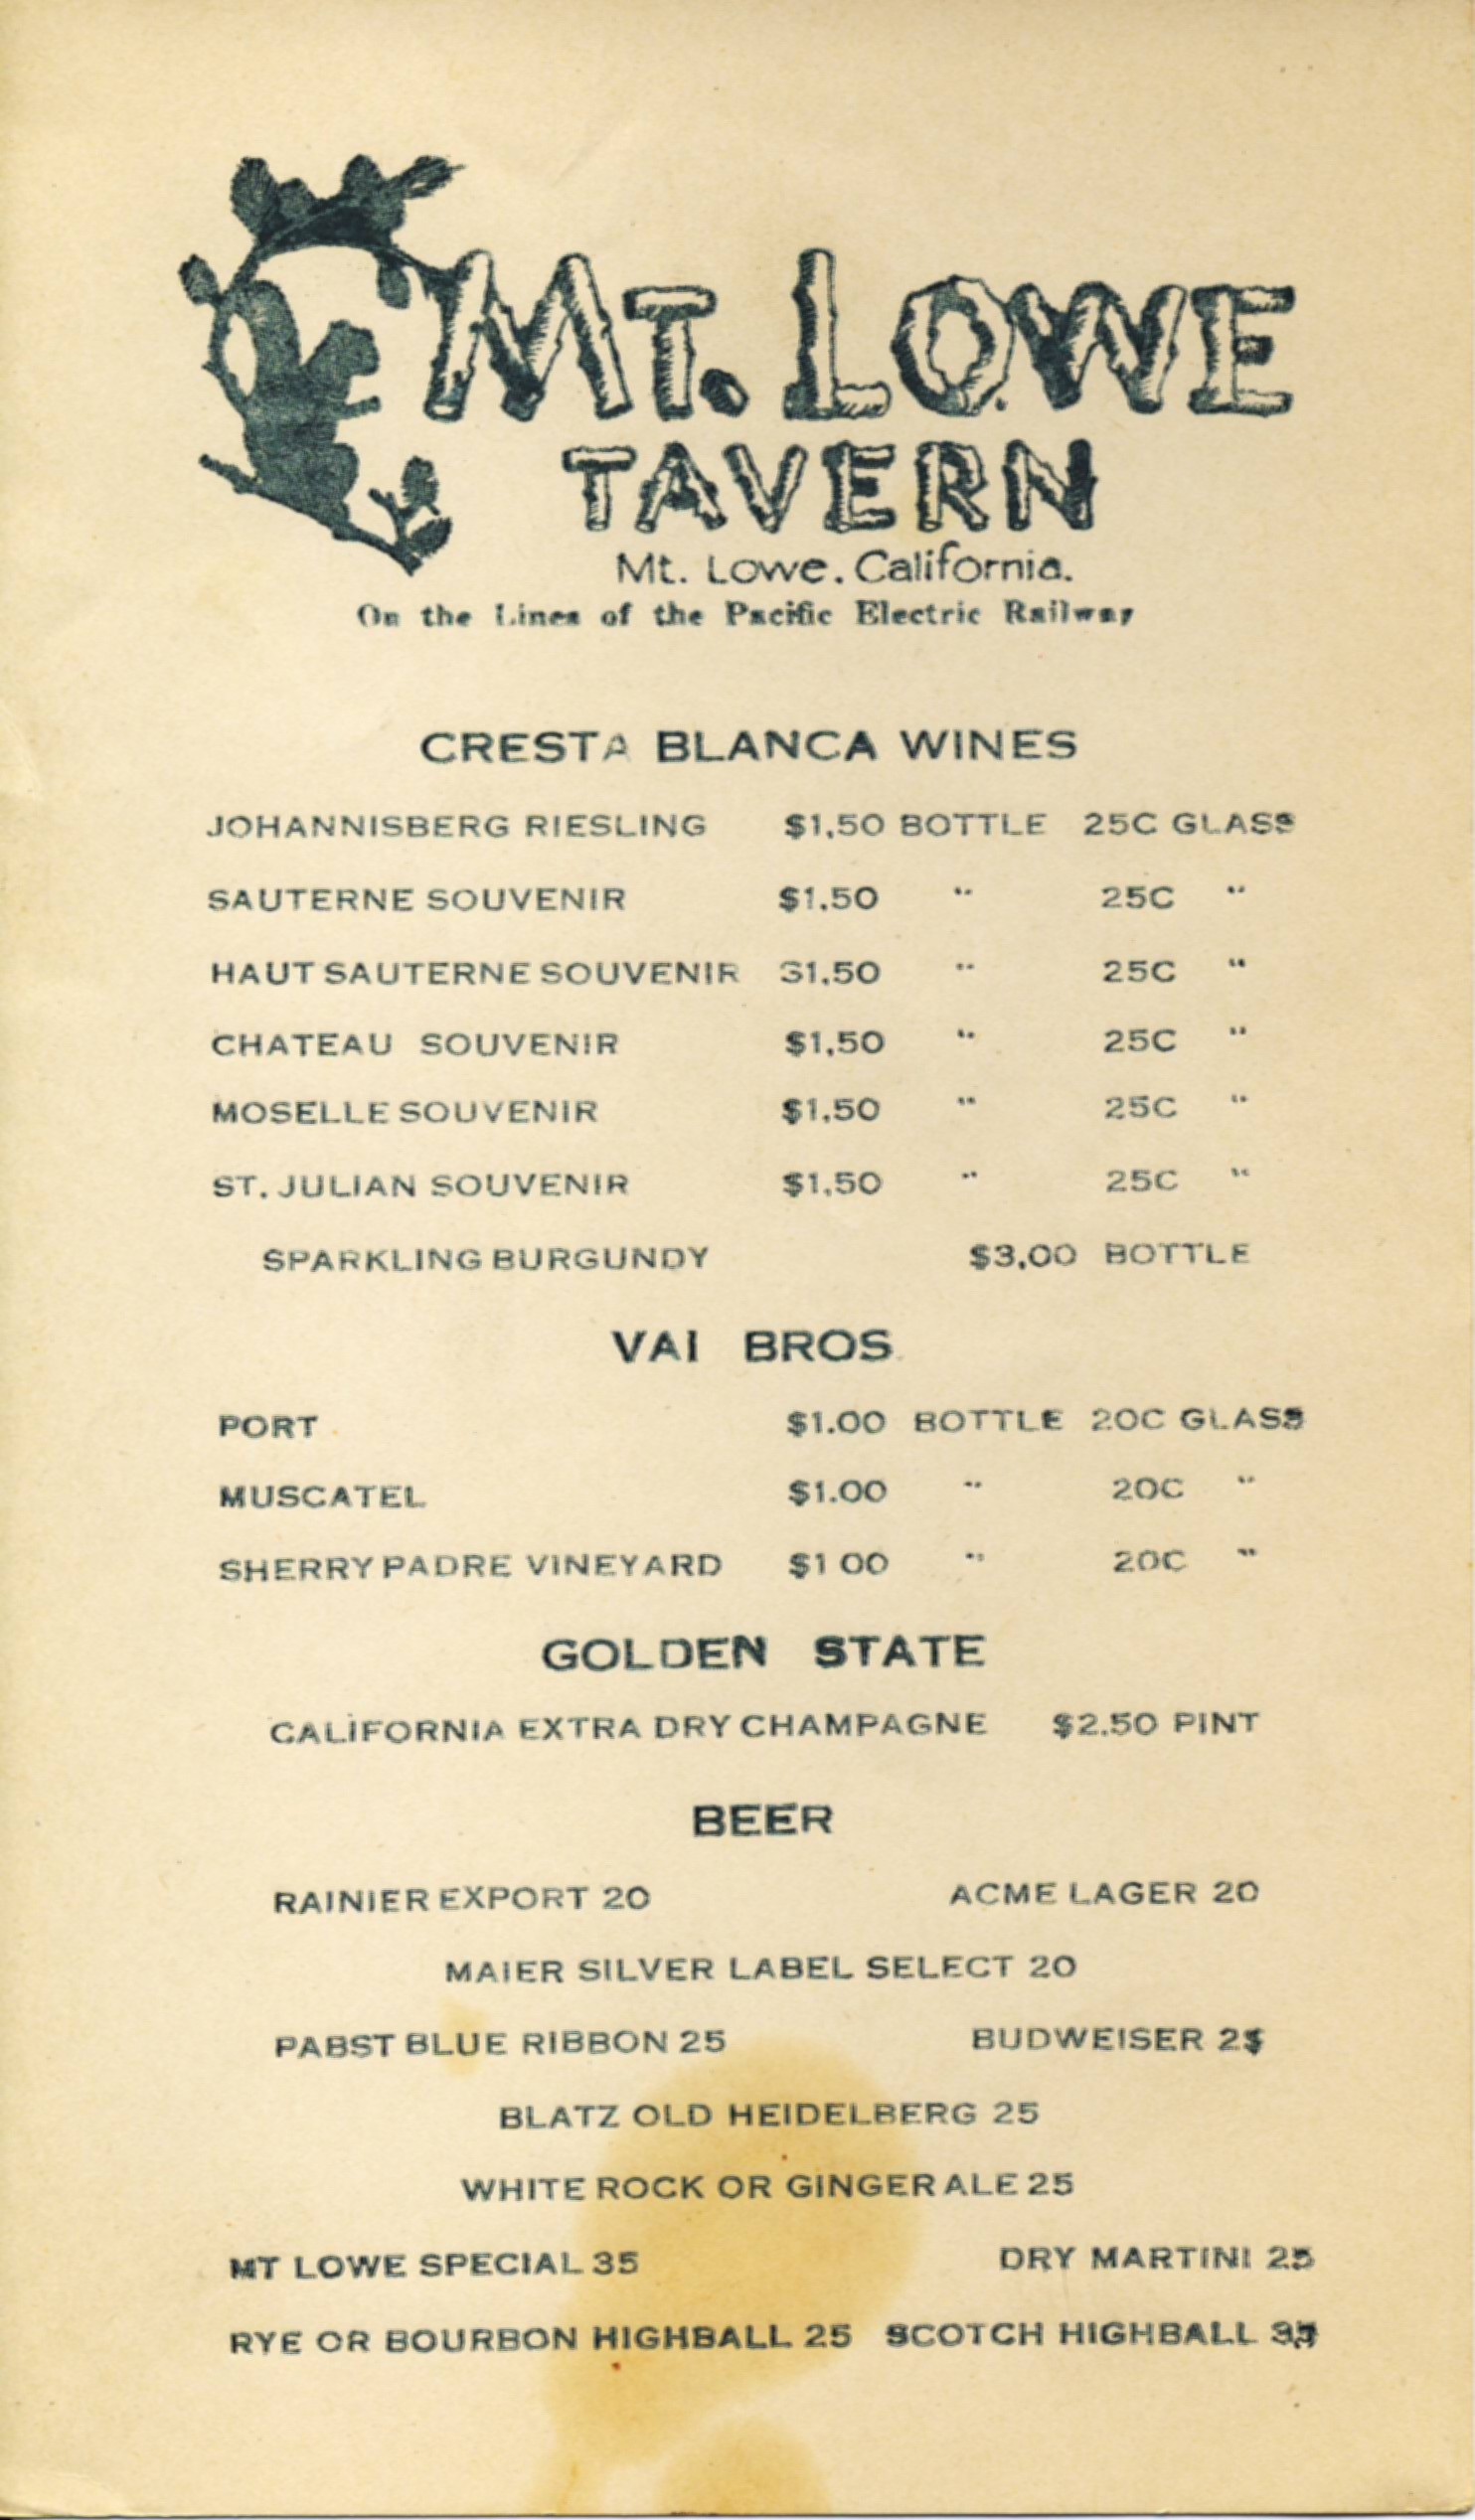 MT. LOWE
TAVERN
Mt. Lowe. California.
On the Lines of the Pacific Electric Railway
CRESTA BLANCA WINES
JOHANNISBERG RIESLING $1.50 BOTTLE 25C GLASS
SAUTERNE SOUVENIR $1.50 " 25C "
HAUT SAUTERNE SOUVENIR $1.50 " 25C "
CHATEAU SOUVENIR $1.50 " 25C "
MOSELLE SOUVENIR $1.50 " 25C "
ST. JULIAN SOUVENIR $1.50 " 25C "
SPARKLING BURGUNDY $3.00 BOTTLE
VAI BROS.
PORT $1.00 BOTTLE 20C GLASS
MUSCATEL $1.00 " 20C "
SHERRY PADRE VINEYARD $1 00 " 20C "
GOLDEN STATE
CALIFORNIA EXTRA DRY CHAMPAGNE $2.50 PINT
BEER
RAINIER EXPORT 20 ACME LAGER 20
MAIER SILVER LABEL SELECT 20
PABST BLUE RIBBON 25 BUDWEISER 25
BLATZ OLD HEIDELBERG 25
WHITE ROCK OR GINGER ALE 25
MT LOWE SPECIAL 35 DRY MARTINI 25
RYE OR BOURBON HIGHBALL 25 SCOTCH HIGHBALL